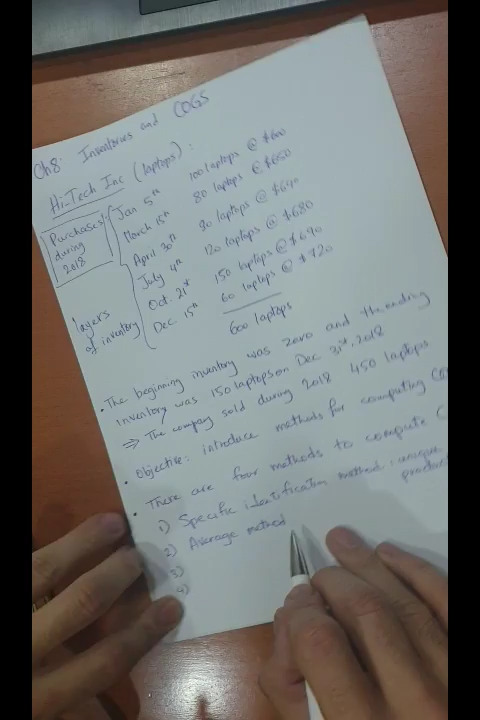 Ch8: Inventories and COGS
Hi-Tech Inc (laptops):
Purchases during 2018
Jan 5th 100 laptops @ $600
March 15th 80 laptops @ $650
April 30th 90 laptops @ $640
July 4th 120 laptops @ $680
Oct. 21st 150 laptops @ $690
Dec. 15th 60 laptops @ $720
600 laptops
layers of inventory
• The beginning inventory was zero and the ending
inventory was 150 laptops on Dec. 31st, 2018
⇒ The company sold during 2018 450 laptops
• Objective: introduce methods for computing
• There are four methods to compute
1) Specific identification method: unique
2) Average method
3)
4)